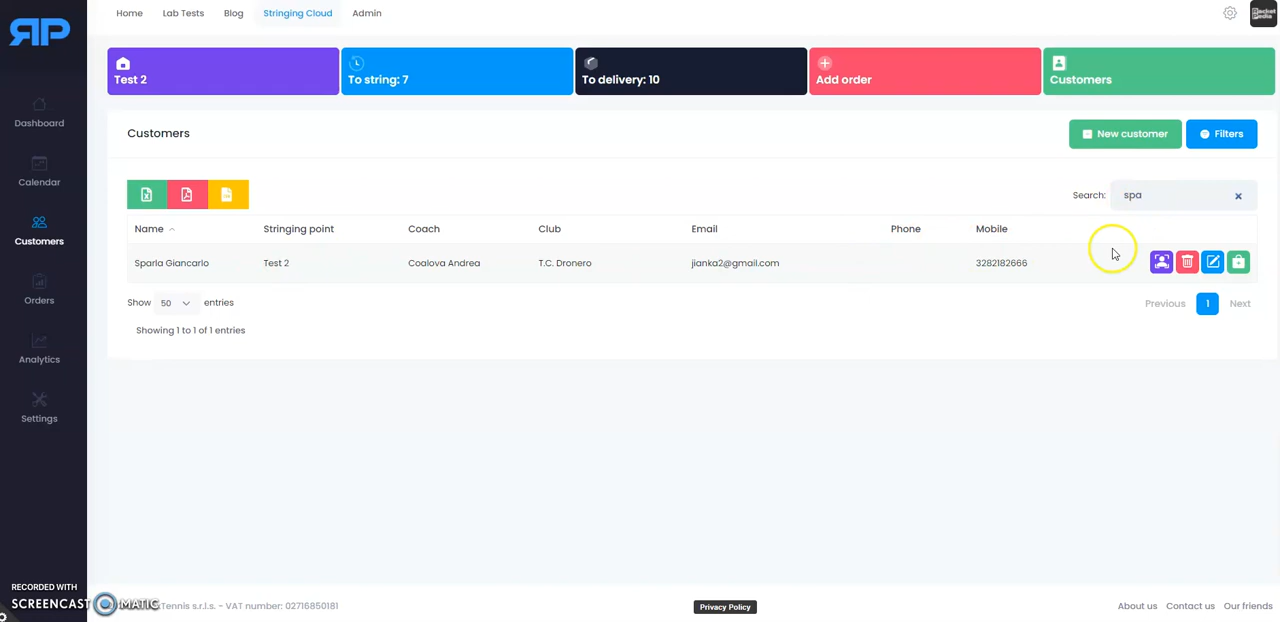 Home Lab Tests Blog Stringing Cloud Admin
RP
Test 2
To string: 7
To delivery: 10
Add order
Customers
Dashboard
Calendar
Customers
Orders
Analytics
Settings
Customers
New customer
Filters
Search: spa
Name Stringing point Coach Club Email Phone Mobile
Sparla Giancarlo Test 2 Coalova Andrea T.C. Dronero jianka2@gmail.com 3282182666
Show 50 entries
Previous 1 Next
Showing 1 to 1 of 1 entries
RECORDED WITH
SCREENCAST MATIC
Tennis s.r.l.s. - VAT number: 02716850181
Privacy Policy
About us Contact us Our friends